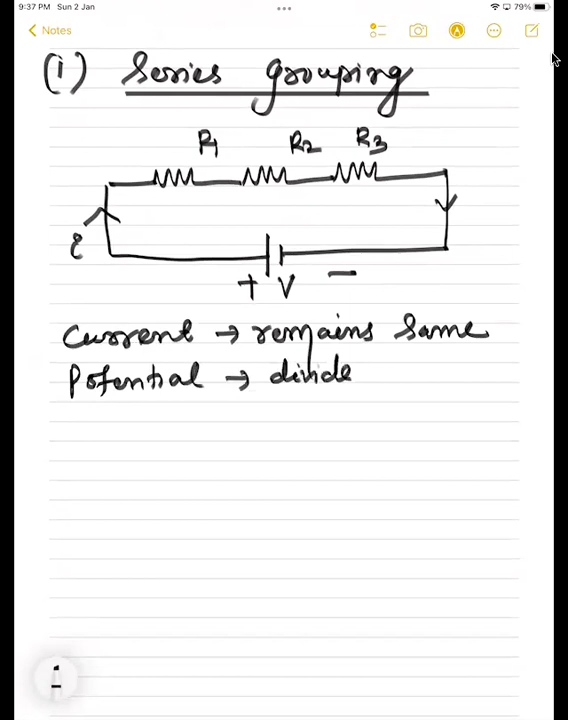 9:37 PM Sun 2 Jan
79%
Notes
(1) Series grouping
R1 R2 R3
+ V −
Current → remains Same
Potential → divide